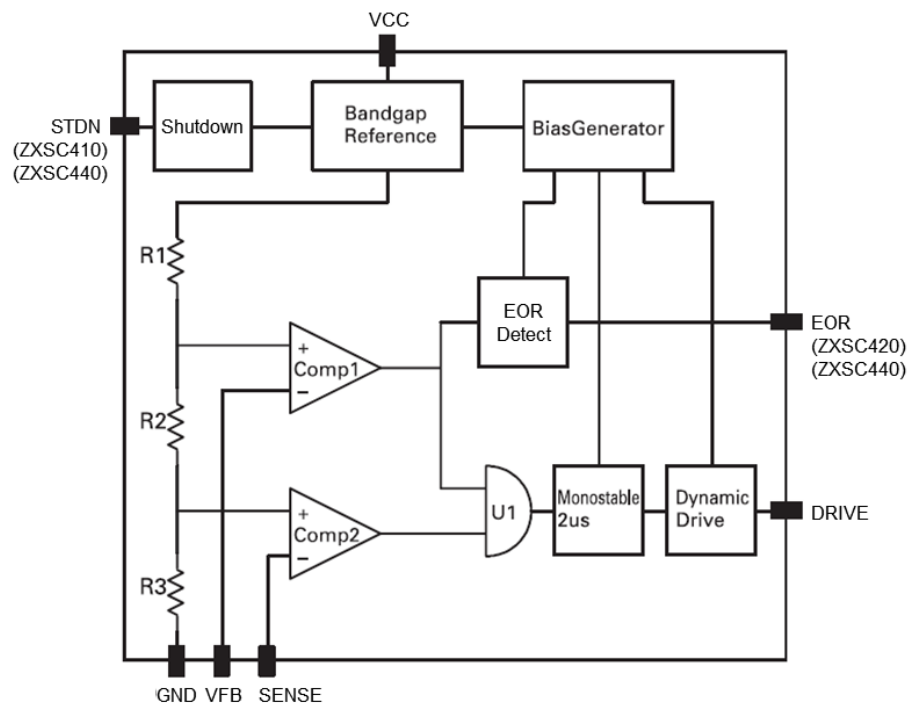 VCC
STDN
(ZXSC410)
(ZXSC440)
Shutdown
Bandgap
Reference
BiasGenerator
R1
EOR
Detect
EOR
(ZXSC420)
(ZXSC440)
+
Comp1
−
R2
+
Comp2
−
U1
Monostable
2us
Dynamic
Drive
DRIVE
R3
GND
VFB
SENSE